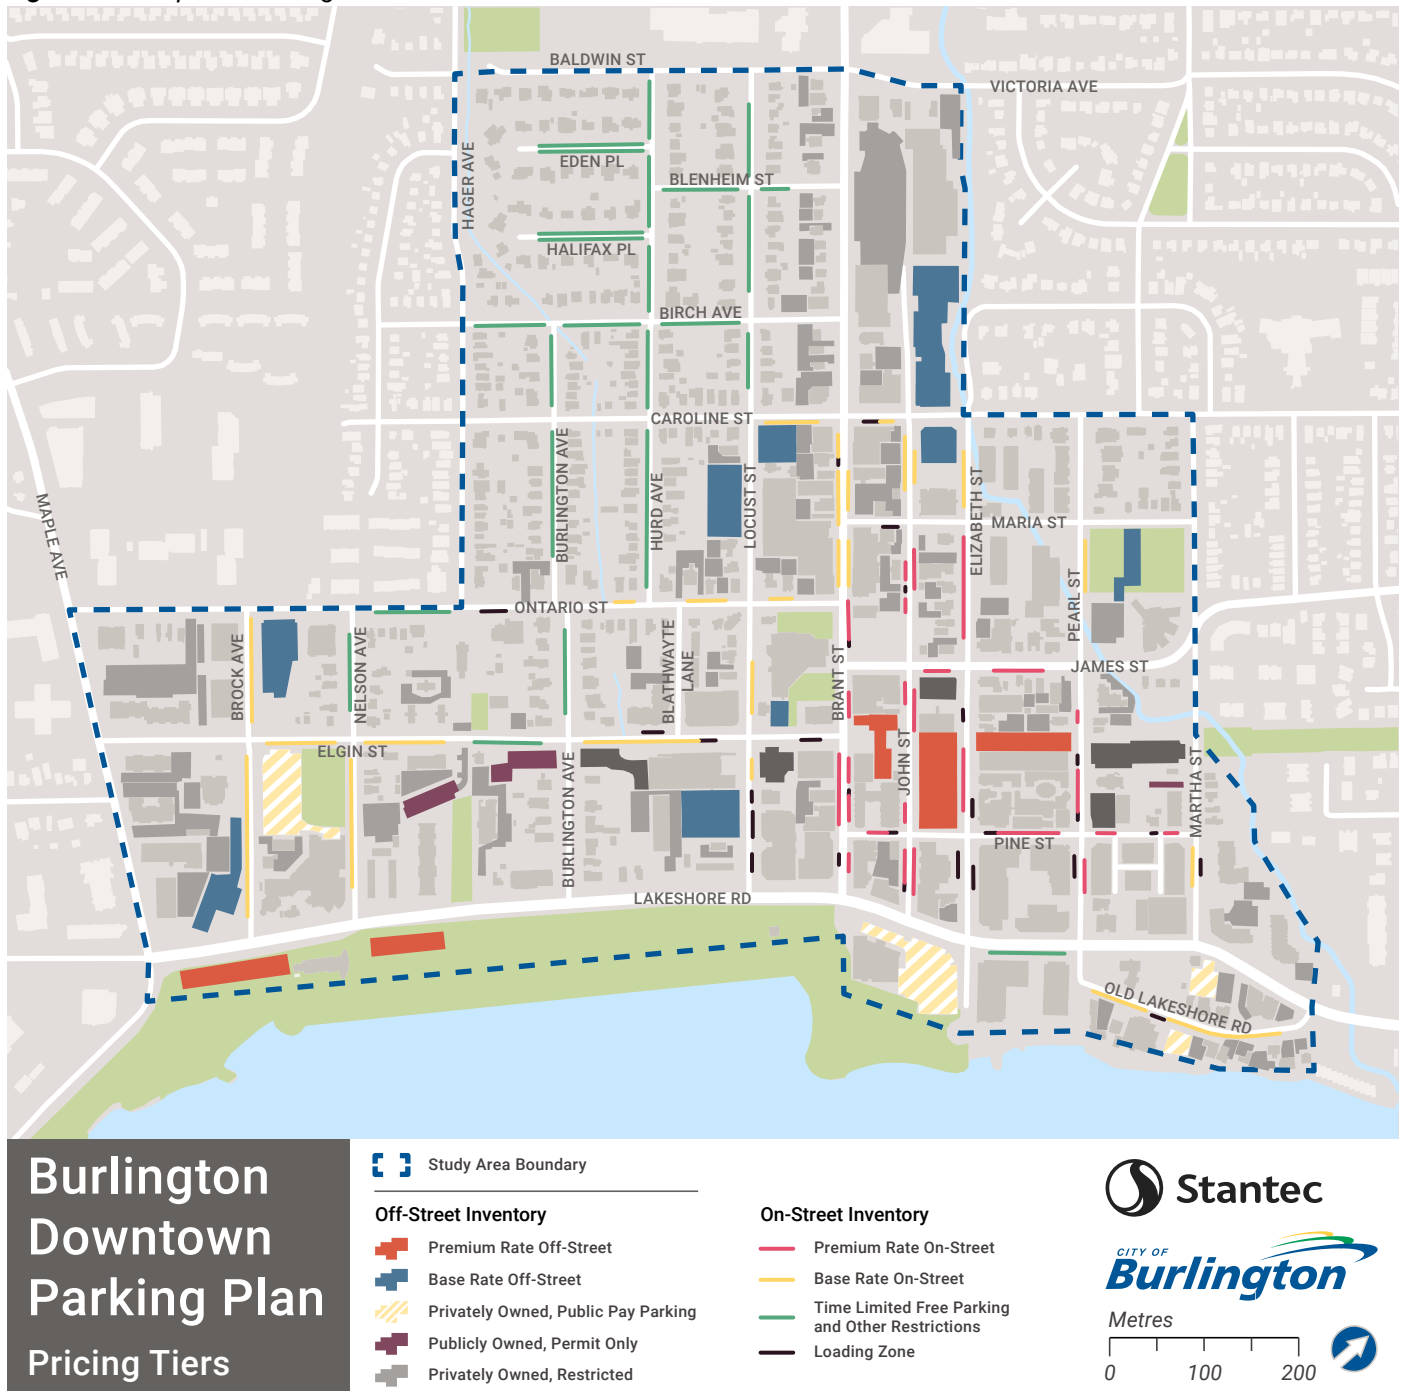 BALDWIN ST
VICTORIA AVE
HAGER AVE
EDEN PL
BLENHEIM ST
HALIFAX PL
BIRCH AVE
CAROLINE ST
BURLINGTON AVE
HURD AVE
LOCUST ST
ELIZABETH ST
MARIA ST
MAPLE AVE
PEARL ST
ONTARIO ST
BROCK AVE
NELSON AVE
BLATHWAYTE
LANE
BRANT ST
JAMES ST
JOHN ST
ELGIN ST
MARTHA ST
BURLINGTON AVE
PINE ST
LAKESHORE RD
OLD LAKESHORE RD
Burlington
Downtown
Parking Plan
Pricing Tiers
Study Area Boundary
Off-Street Inventory
Premium Rate Off-Street
Base Rate Off-Street
Privately Owned, Public Pay Parking
Publicly Owned, Permit Only
Privately Owned, Restricted
On-Street Inventory
Premium Rate On-Street
Base Rate On-Street
Time Limited Free Parking
and Other Restrictions
Loading Zone
Stantec
CITY OF
Burlington
Metres
0 100 200